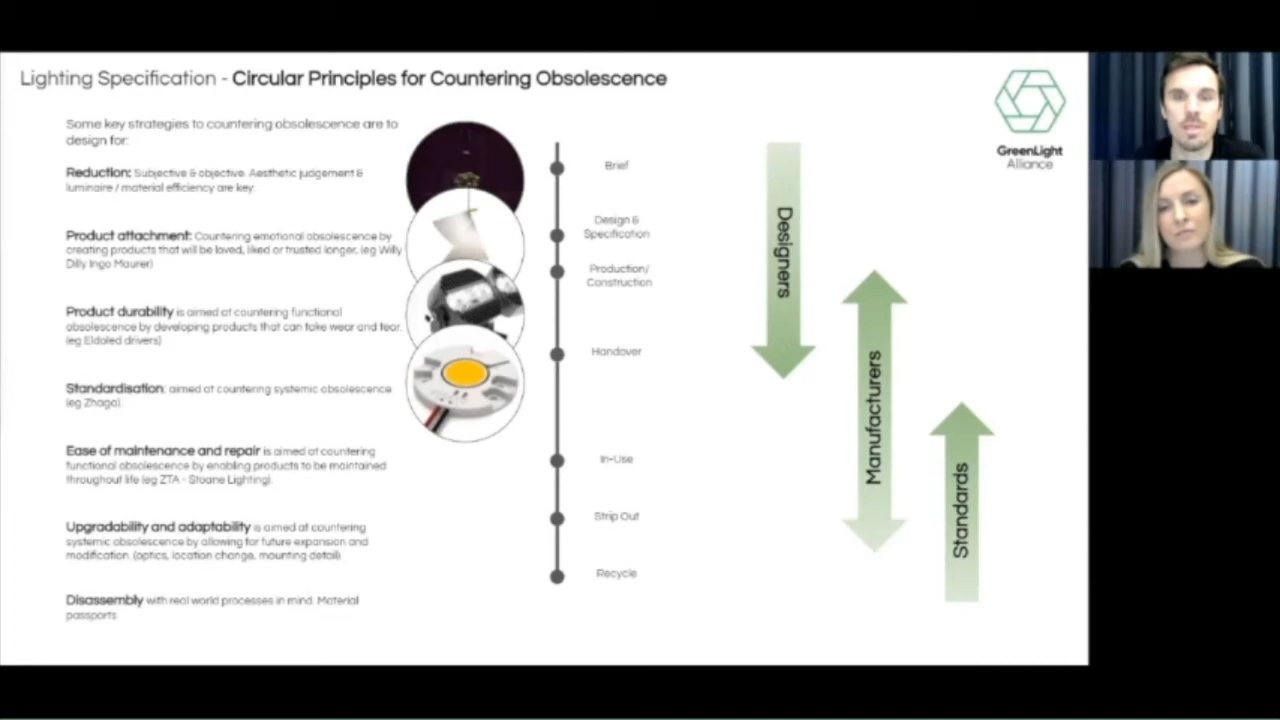 Lighting Specification - Circular Principles for Countering Obsolescence
Some key strategies to countering obsolescence are to
design for:
Reduction: Subjective & objective. Aesthetic judgement &
luminaire / material efficiency are key.
Product attachment: Countering emotional obsolescence by
creating products that will be loved, liked or trusted longer. (eg Willy
Dilly Ingo Maurer)
Product durability is aimed at countering functional
obsolescence by developing products that can take wear and tear.
(eg Eldoled drivers)
Standardisation: aimed at countering systemic obsolescence
(eg Zhaga).
Ease of maintenance and repair is aimed at countering
functional obsolescence by enabling products to be maintained
throughout life (eg ZTA - Stoane Lighting).
Upgradability and adaptability is aimed at countering
systemic obsolescence by allowing for future expansion and
modification. (optics, location change, mounting detail)
Disassembly with real world processes in mind. Material
passports
Brief
Design &
Specification
Production/
Construction
Handover
In-Use
Strip Out
Recycle
Designers
Manufacturers
Standards
GreenLight
Alliance